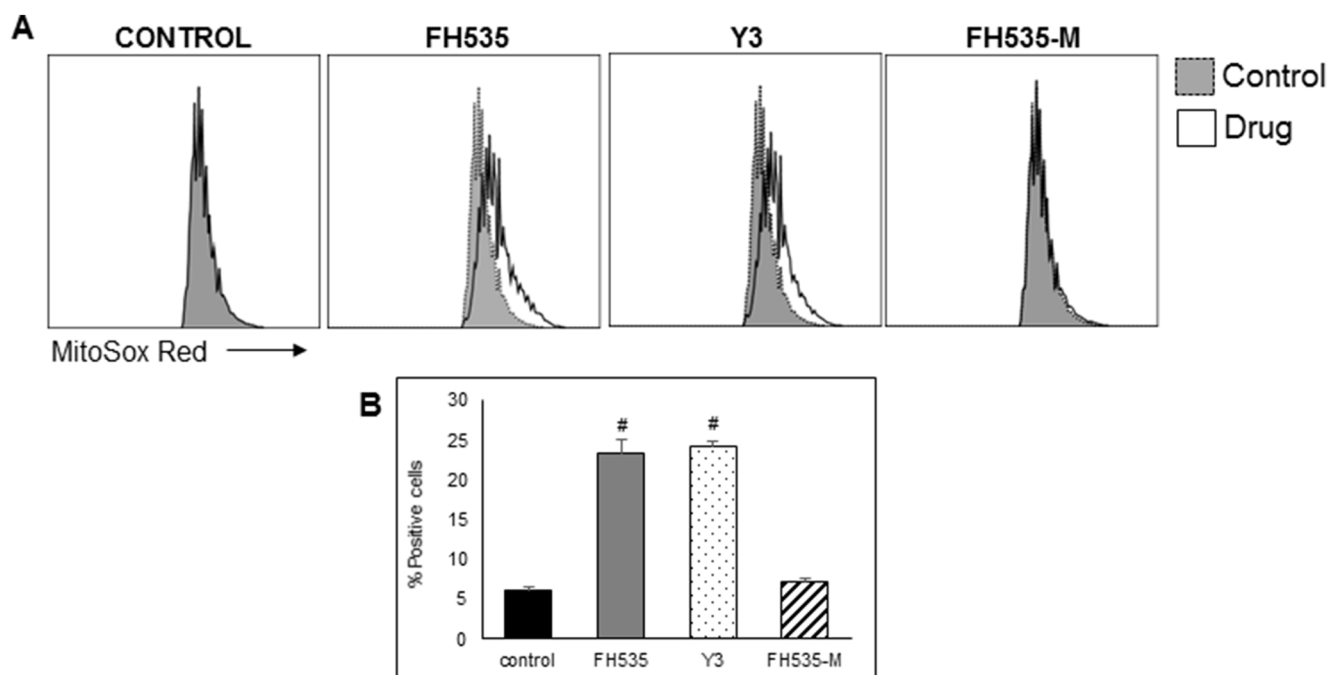 A
CONTROL
FH535
Y3
FH535-M
Control
Drug
MitoSox Red
B
% Positive cells
30
25
20
15
10
5
0
#
#
control
FH535
Y3
FH535-M